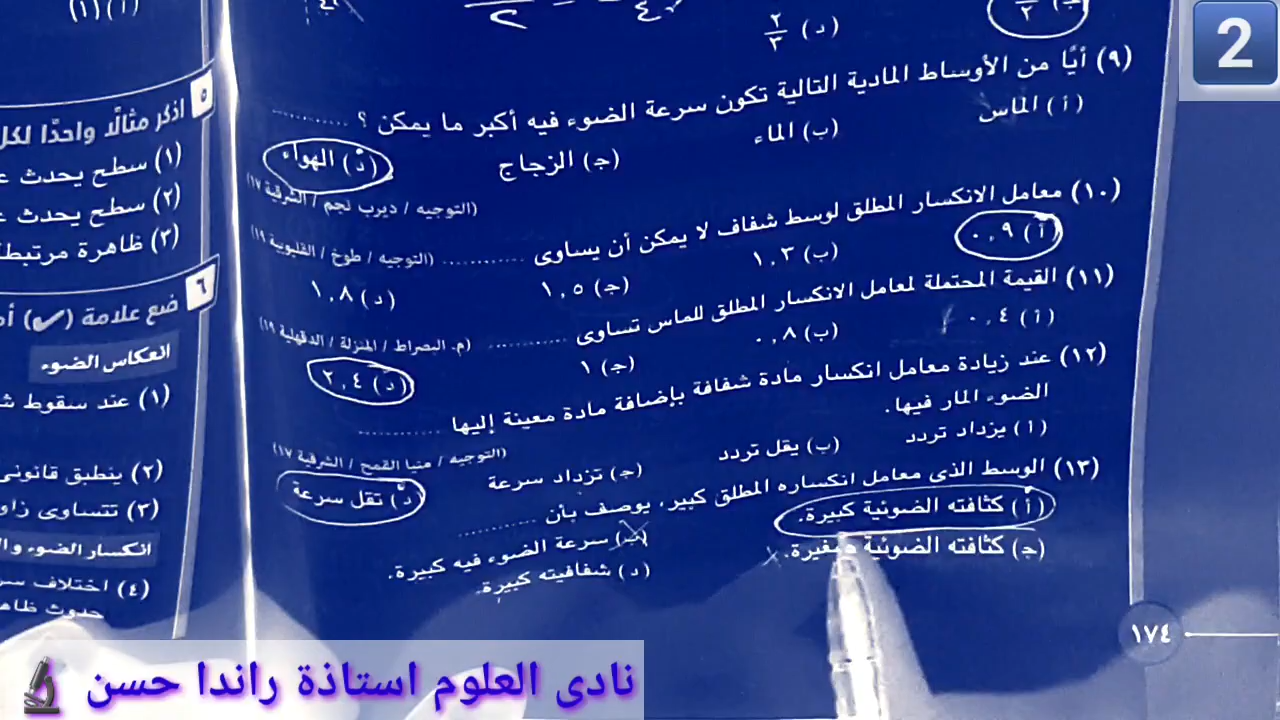 2
(د) ٢/٣
(٩) أيًا من الأوساط المادية التالية تكون سرعة الضوء فيه أكبر ما يمكن ؟ ............
(أ) الماس (ب) الماء (جـ) الزجاج (د) الهواء
(التوجيه / ديرب نجم / الشرقية ١٧)
(١٠) معامل الانكسار المطلق لوسط شفاف لا يمكن أن يساوى ............ (التوجيه / طوخ / القليوبية ١٩)
(أ) ٠,٩ (ب) ١,٣ (جـ) ١,٥ (د) ١,٨
(١١) القيمة المحتملة لمعامل الانكسار المطلق للماس تساوى ............ (م. البصراط / المنزلة / الدقهلية ١٩)
(أ) ٠,٤ (ب) ٠,٨ (جـ) ١ (د) ٢,٤
(١٢) عند زيادة معامل انكسار مادة شفافة بإضافة مادة معينة إليها ............
الضوء المار فيها.
(التوجيه / منيا القمح / الشرقية ١٧)
(أ) يزداد تردد (ب) يقل تردد (جـ) تزداد سرعة (د) تقل سرعة
(١٣) الوسط الذى معامل انكساره المطلق كبير، يوصف بأن ............
(أ) كثافته الضوئية كبيرة. (ب) سرعة الضوء فيه كبيرة.
(جـ) كثافته الضوئية صغيرة. (د) شفافيته كبيرة.
١٧٤
٥ اذكر مثالًا واحدًا لكل
(١) سطح يحدث
(٢) سطح يحدث
(٣) ظاهرة مرتبطة
٦ ضع علامة (✓)
انعكاس الضوء
(١) عند سقوط
(٢) ينطبق قانونى
(٣) تتساوى
انكسار الضوء
(٤) اختلاف
حدوث
نادى العلوم استاذة راندا حسن